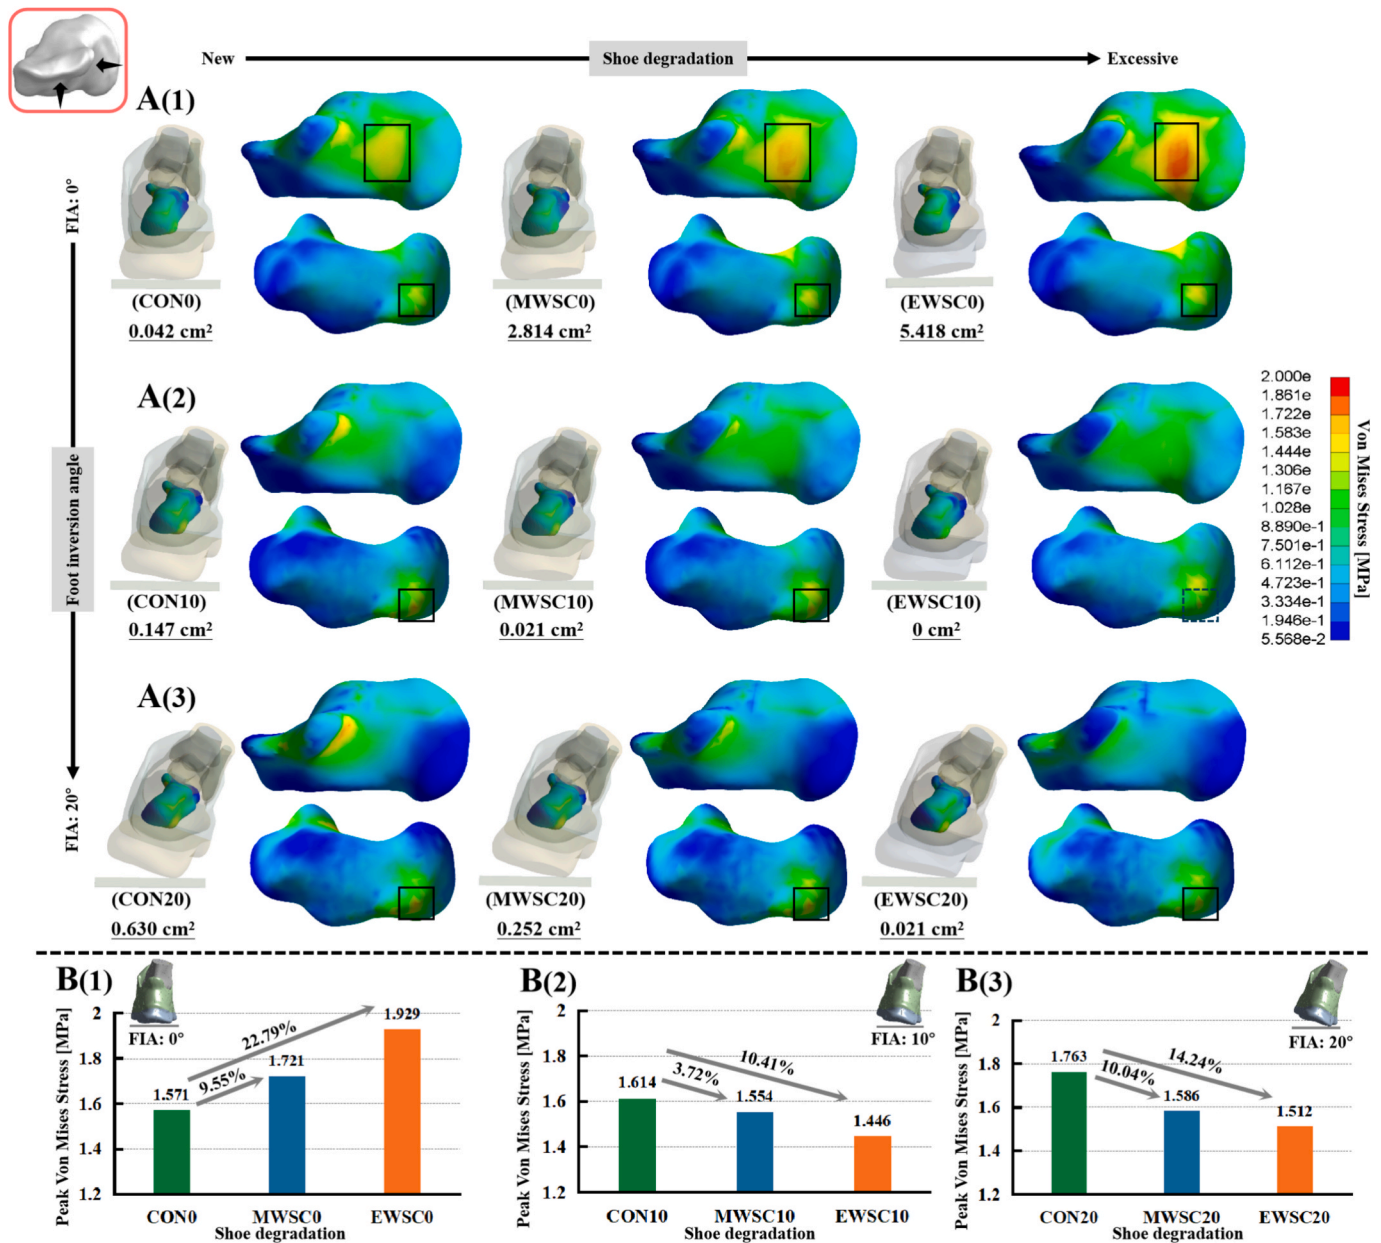 New
Shoe degradation
Excessive
A(1)
FIA: 0°
(CON0)
0.042 cm²
(MWSC0)
2.814 cm²
(EWSC0)
5.418 cm²
A(2)
Foot inversion angle
(CON10)
0.147 cm²
(MWSC10)
0.021 cm²
(EWSC10)
0 cm²
2.000e
1.861e
1.722e
1.583e
1.444e
1.306e
1.167e
1.028e
8.890e-1
7.501e-1
6.112e-1
4.723e-1
3.334e-1
1.946e-1
5.568e-2
Von Mises Stress [MPa]
A(3)
FIA: 20°
(CON20)
0.630 cm²
(MWSC20)
0.252 cm²
(EWSC20)
0.021 cm²
B(1)
FIA: 0°
Peak Von Mises Stress [MPa]
2
1.8
1.6
1.4
1.2
1.571
1.721
1.929
9.55%
22.79%
CON0 MWSC0 EWSC0
Shoe degradation
B(2)
FIA: 10°
Peak Von Mises Stress [MPa]
2
1.8
1.6
1.4
1.2
1.614
1.554
1.446
3.72%
10.41%
CON10 MWSC10 EWSC10
Shoe degradation
B(3)
FIA: 20°
Peak Von Mises Stress [MPa]
2
1.8
1.6
1.4
1.2
1.763
1.586
1.512
10.04%
14.24%
CON20 MWSC20 EWSC20
Shoe degradation